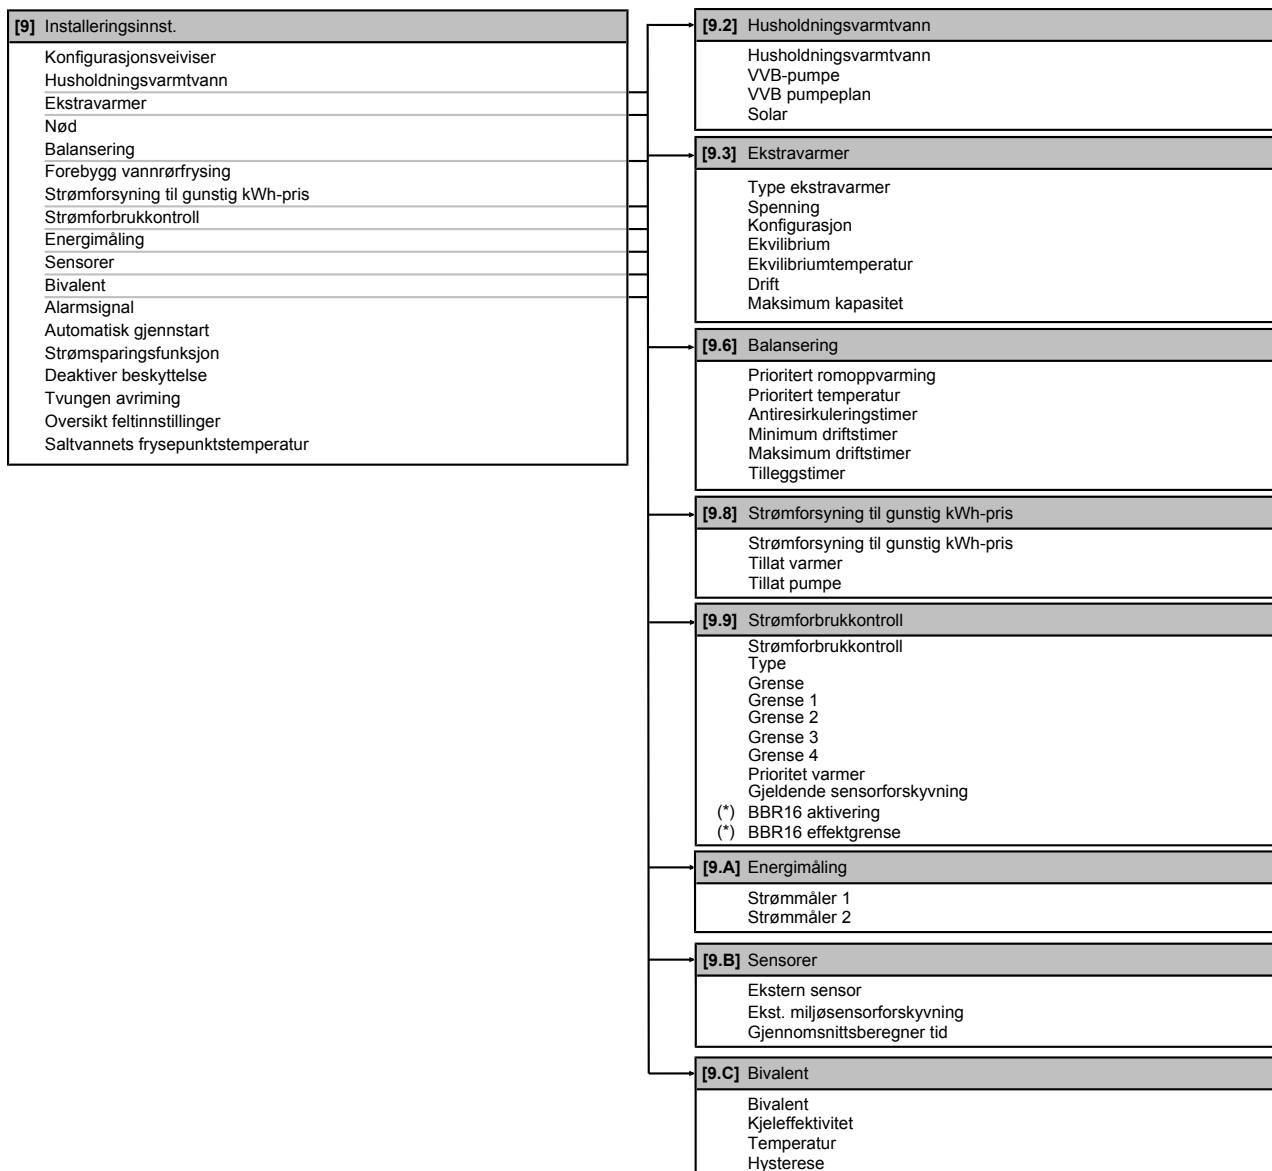 [9] Installeringsinnst.
Konfigurasjonsveiviser
Husholdningsvarmtvann
Ekstravarmer
Nød
Balansering
Forebygg vannrørfrysing
Strømforsyning til gunstig kWh-pris
Strømforbrukkontroll
Energimåling
Sensorer
Bivalent
Alarmsignal
Automatisk gjennstart
Strømsparingsfunksjon
Deaktiver beskyttelse
Tvungen avriming
Oversikt feltinnstillinger
Saltvannets frysepunktstemperatur
[9.2] Husholdningsvarmtvann
Husholdningsvarmtvann
VVB-pumpe
VVB pumpeplan
Solar
[9.3] Ekstravarmer
Type ekstravarmer
Spenning
Konfigurasjon
Ekvilibrium
Ekvilibriumtemperatur
Drift
Maksimum kapasitet
[9.6] Balansering
Prioritert romoppvarming
Prioritert temperatur
Antiresirkuleringstimer
Minimum driftstimer
Maksimum driftstimer
Tilleggstimer
[9.8] Strømforsyning til gunstig kWh-pris
Strømforsyning til gunstig kWh-pris
Tillat varmer
Tillat pumpe
[9.9] Strømforbrukkontroll
Strømforbrukkontroll
Type
Grense
Grense 1
Grense 2
Grense 3
Grense 4
Prioritet varmer
Gjeldende sensorforskyvning
(*) BBR16 aktivering
(*) BBR16 effektgrense
[9.A] Energimåling
Strømmåler 1
Strømmåler 2
[9.B] Sensorer
Ekstern sensor
Ekst. miljøsensorforskyvning
Gjennomsnittsberegner tid
[9.C] Bivalent
Bivalent
Kjeleffektivitet
Temperatur
Hysterese